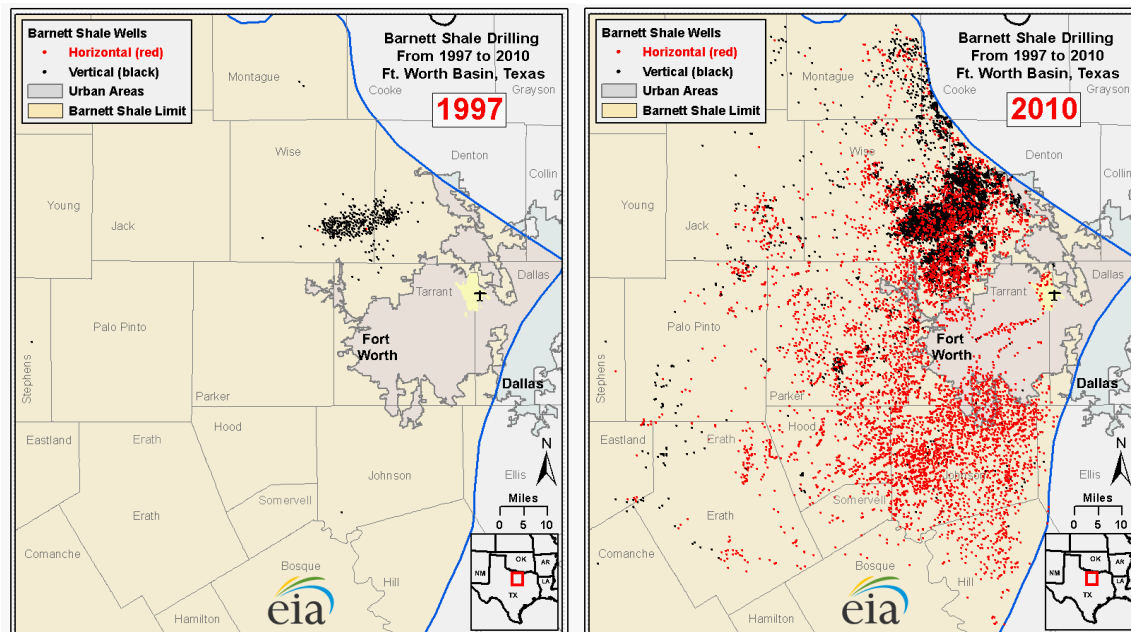 Barnett Shale Wells
Horizontal (red)
Vertical (black)
Urban Areas
Barnett Shale Limit
Barnett Shale Drilling
From 1997 to 2010
Ft. Worth Basin, Texas
1997
Montague
Cooke
Grayson
Wise
Denton
Collin
Young
Jack
Dallas
Tarrant
Palo Pinto
Fort
Worth
Stephens
Dallas
Parker
Hood
Eastland
Erath
N
Johnson
Ellis
Somervell
Miles
0 5 10
Erath
Comanche
Bosque
Hill
Hamilton
eia
NM
OK
AR
TX
LA
Barnett Shale Wells
Horizontal (red)
Vertical (black)
Urban Areas
Barnett Shale Limit
Barnett Shale Drilling
From 1997 to 2010
Ft. Worth Basin, Texas
2010
Montague
Cooke
Grayson
Wise
Denton
Collin
Young
Jack
Dallas
Tarrant
Palo Pinto
Fort
Worth
Stephens
Dallas
Parker
Hood
Eastland
Erath
N
Johnson
Ellis
Somervell
Miles
0 5 10
Erath
Comanche
Bosque
Hill
Hamilton
eia
NM
OK
AR
TX
LA